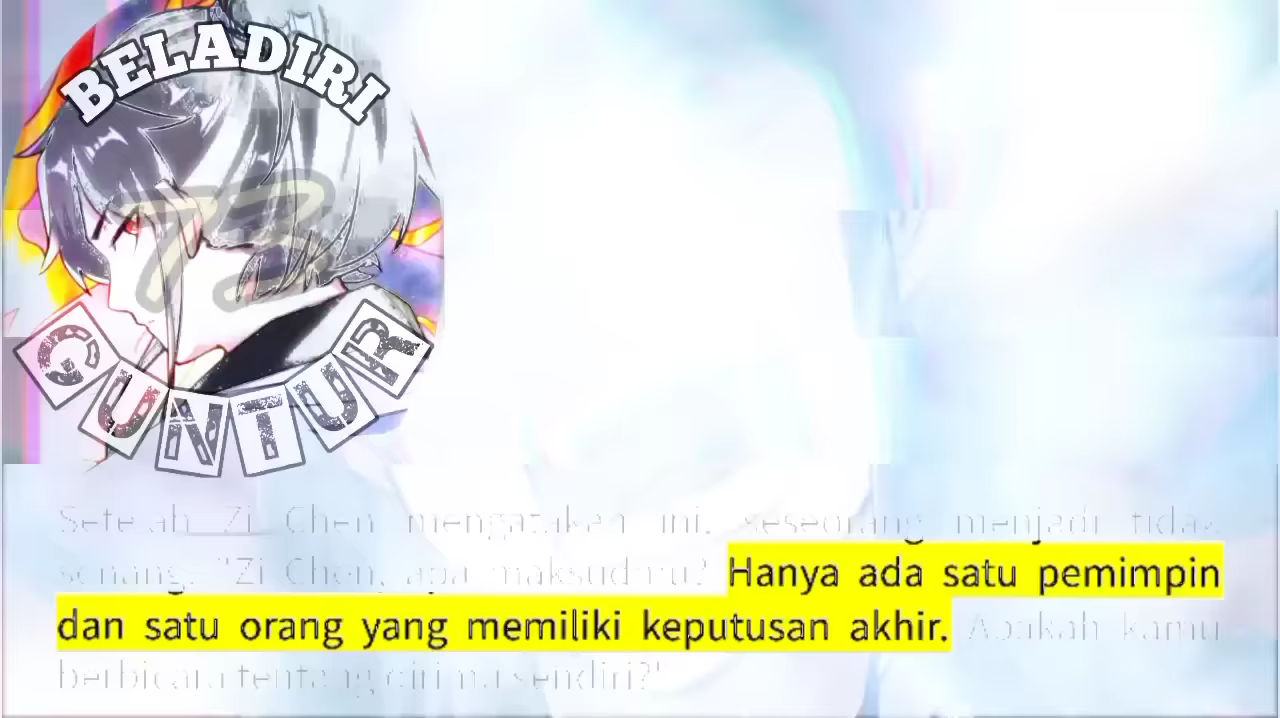 BELADIRI
GUNTUR
Setelah Zi Chen mengatakan ini, seseorang menjadi tidak
senang. "Zi Chen, apa maksudmu? Hanya ada satu pemimpin
dan satu orang yang memiliki keputusan akhir. Apakah kamu
berbicara tentang dirimu sendiri?"